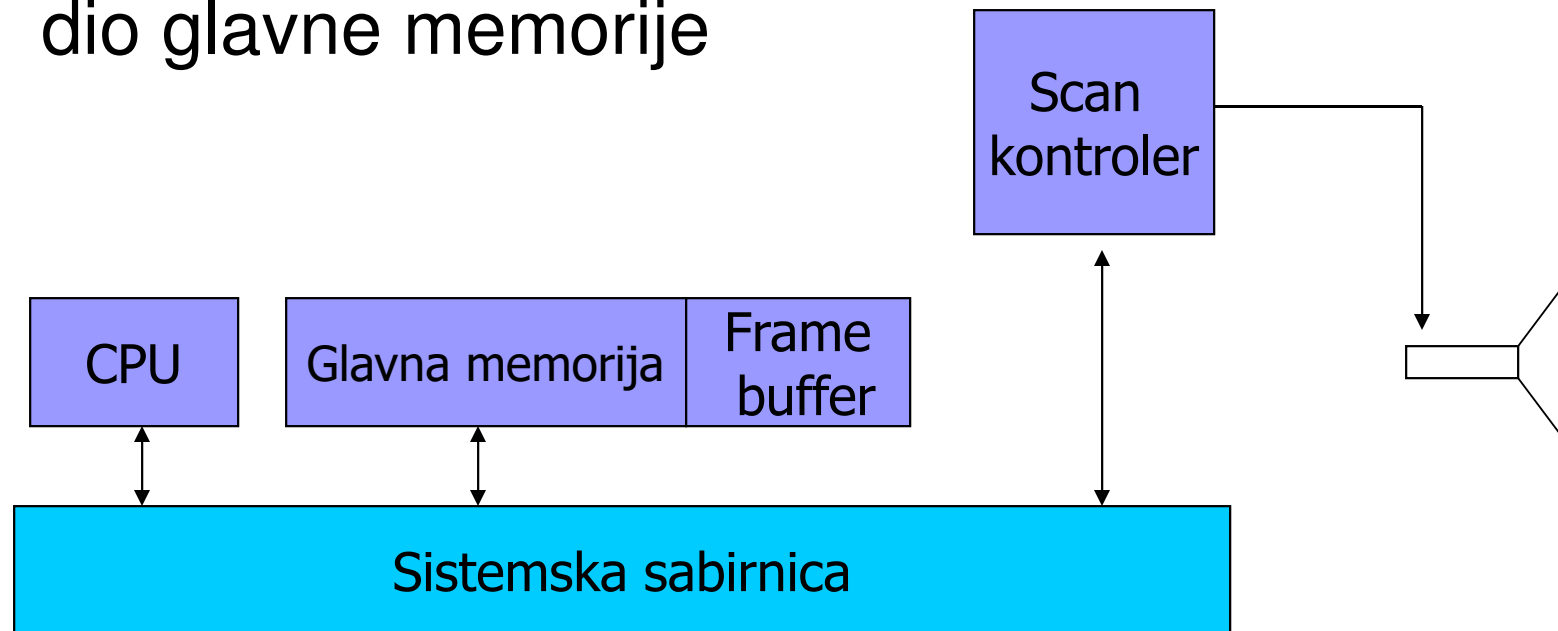 dio glavne memorije
Scan
kontroler
CPU
Glavna memorija
Frame
buffer
Sistemska sabirnica